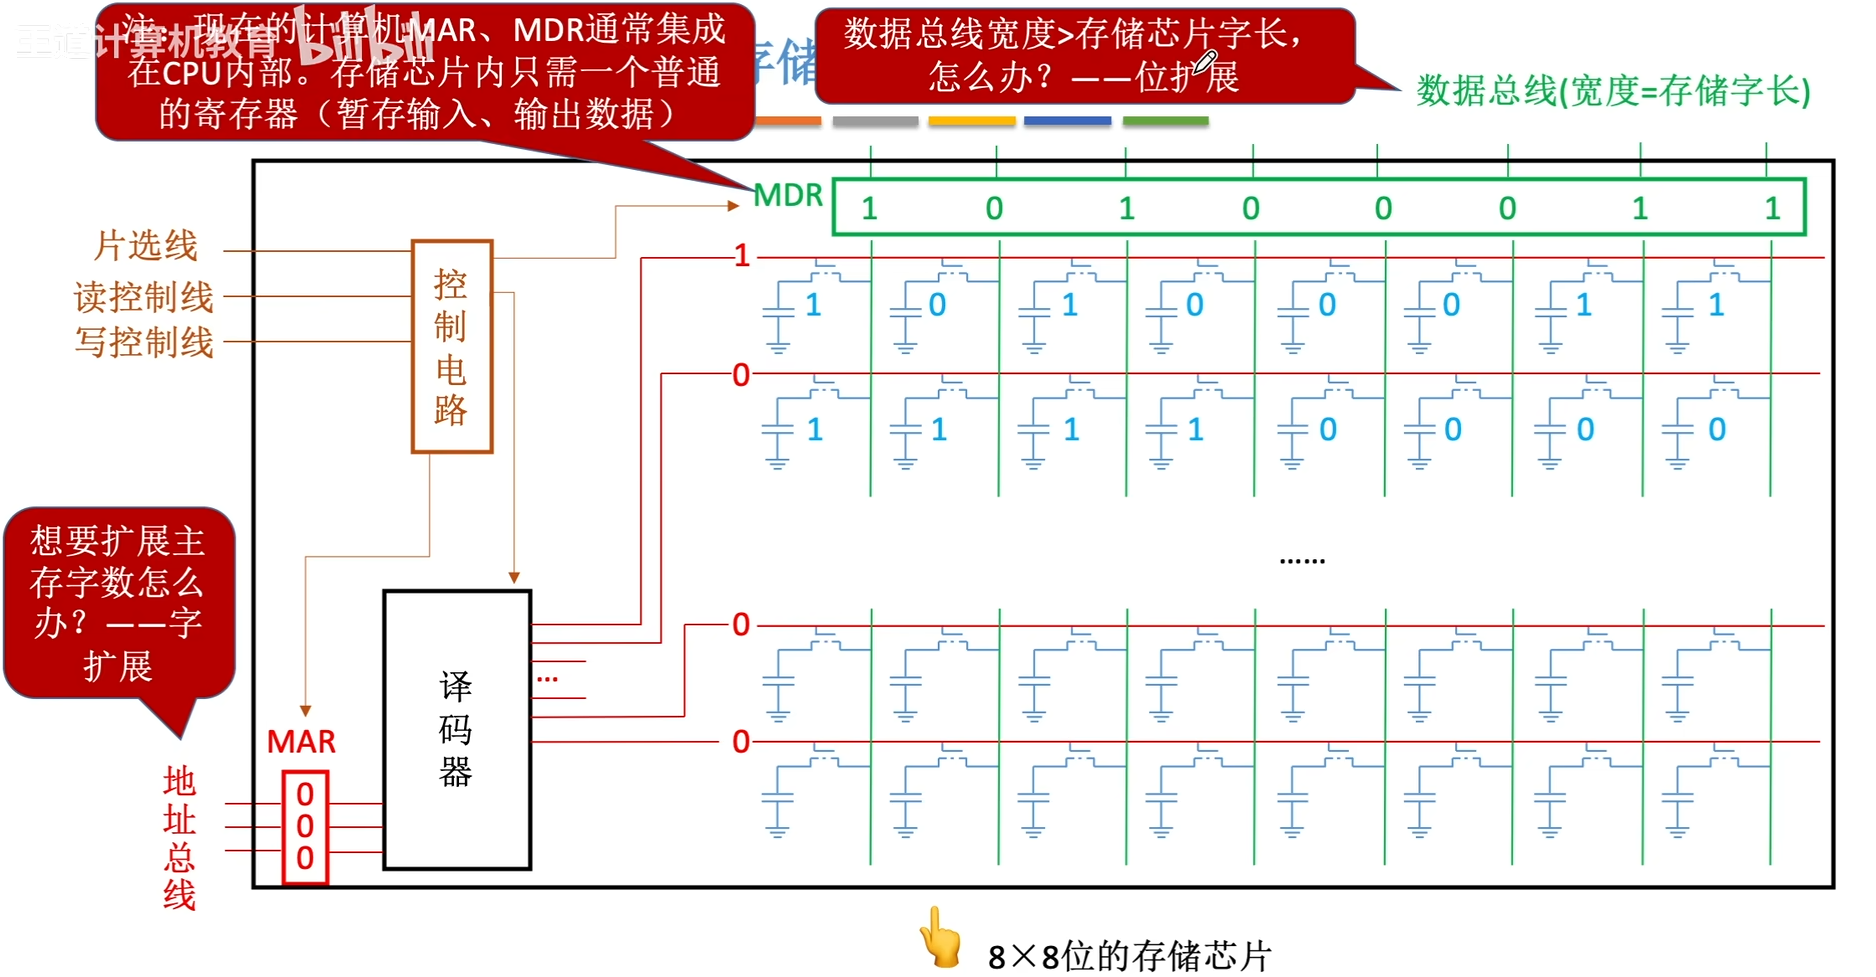 王道计算机教育 bilibili
注：现在的计算机MAR、MDR通常集成
在CPU内部。存储芯片内只需一个普通
的寄存器（暂存输入、输出数据）
存储
数据总线宽度>存储芯片字长，
怎么办？——位扩展
数据总线(宽度=存储字长)
MDR
1 0 1 0 0 0 1 1
片选线
读控制线
写控制线
控制电路
1
1 0 1 0 0 0 1 1
0
1 1 1 1 0 0 0 0
……
想要扩展主
存字数怎么
办？——字
扩展
译码器
...
0
0
MAR
0
0
0
地址总线
8×8位的存储芯片